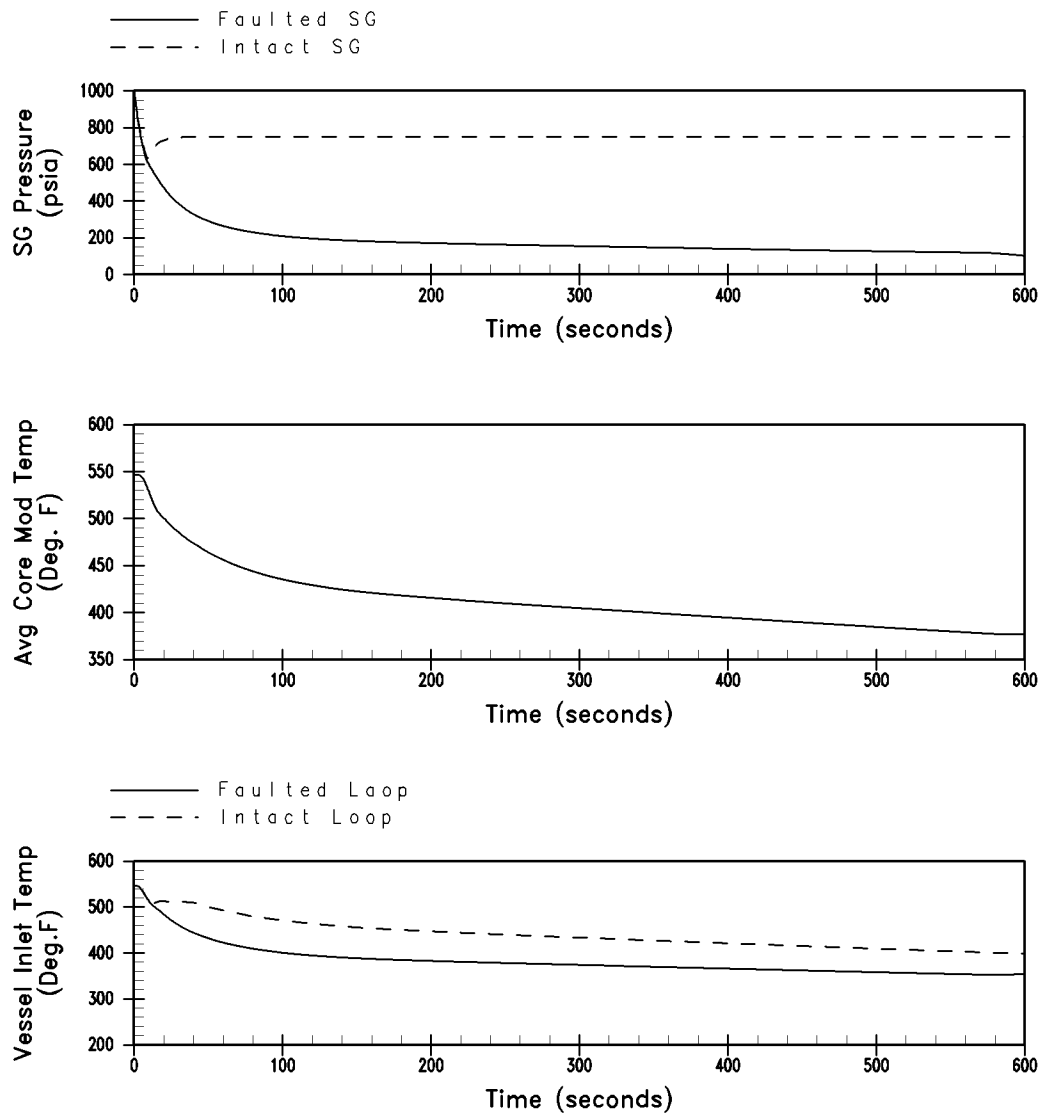 Faulted SG
Intact SG
1000
800
600
400
200
0
SG Pressure
(psia)
0 100 200 300 400 500 600
Time (seconds)
600
550
500
450
400
350
Avg Core Mod Temp
(Deg. F)
0 100 200 300 400 500 600
Time (seconds)
Faulted Laop
Intact Loop
600
500
400
300
200
Vessel Inlet Temp
(Deg.F)
0 100 200 300 400 500 600
Time (seconds)